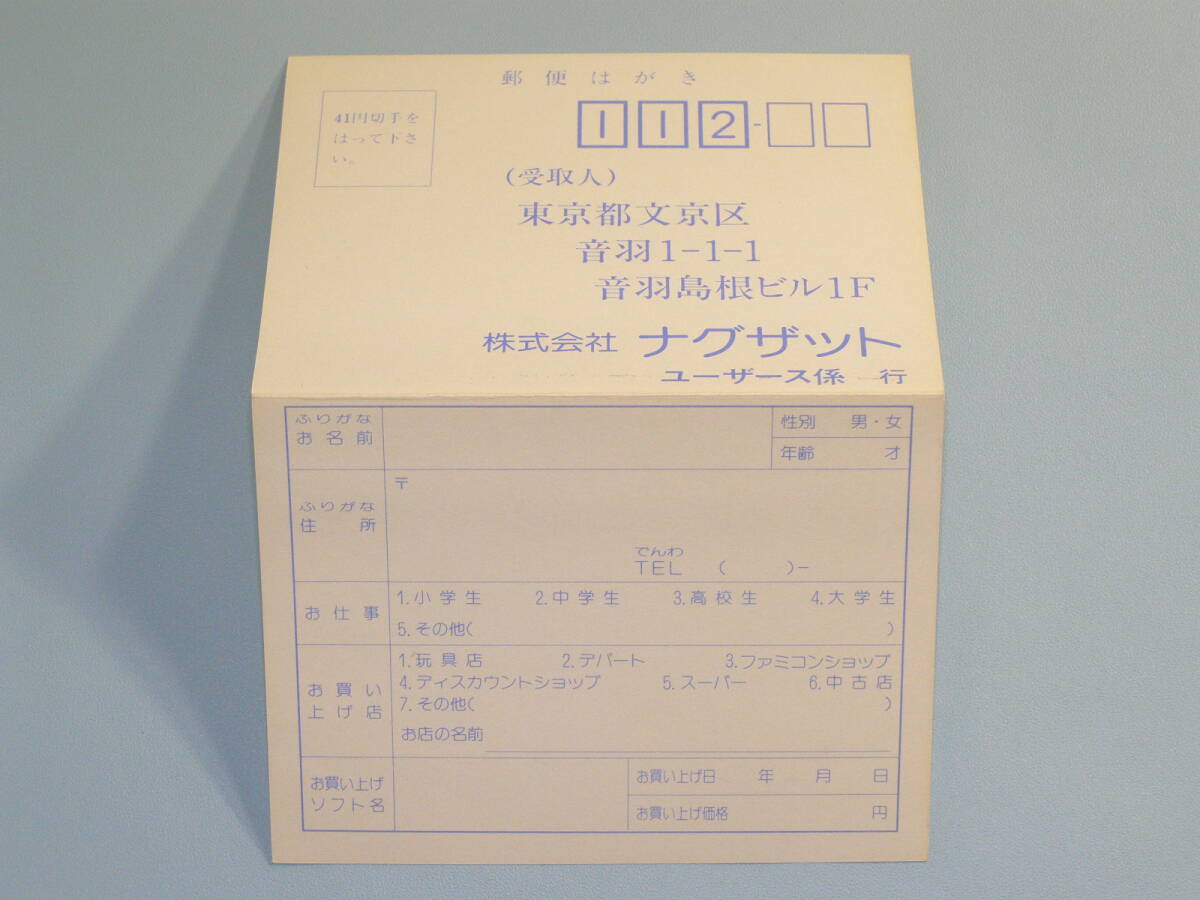 郵便はがき
41円切手を
はって下さ
い。
112-
(受取人)
東京都文京区
音羽1-1-1
音羽島根ビル1F
株式会社 ナグザット
ユーザース係 行
ふりがな
お名前
性別 男・女
年齢 才
ふりがな
住所
〒
でんわ
TEL ( )-
お仕事
1.小学生 2.中学生 3.高校生 4.大学生
5.その他( )
お買い
上げ店
1.玩具店 2.デパート 3.ファミコンショップ
4.ディスカウントショップ 5.スーパー 6.中古店
7.その他( )
お店の名前
お買い上げ
ソフト名
お買い上げ日 年 月 日
お買い上げ価格 円